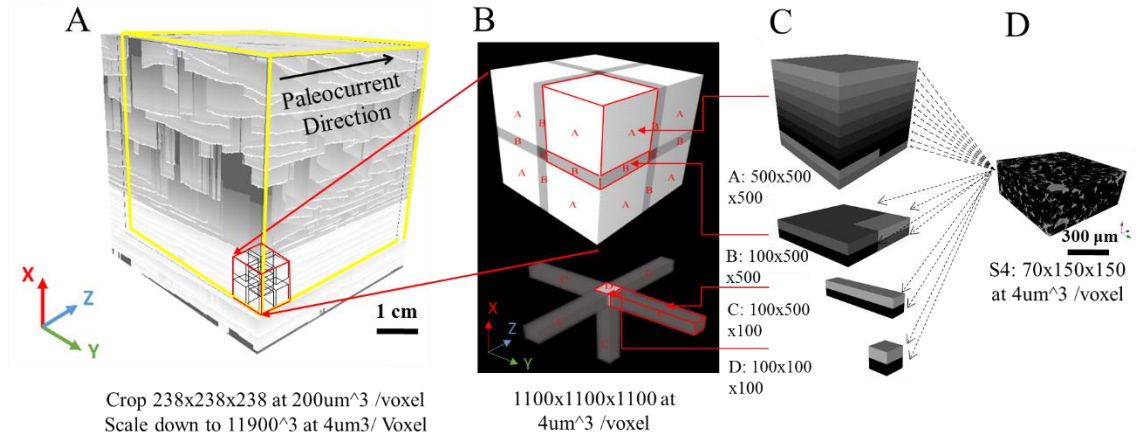 A
B
C
D
Paleocurrent
Direction
X
Z
Y
1 cm
Crop 238x238x238 at 200um^3 /voxel
Scale down to 11900^3 at 4um3/ Voxel
A
B
A
B
A
B
B
B
B
A
B
A
B
A
C
C
D
C
C
C
X
Z
Y
1100x1100x1100 at
4um^3 /voxel
A: 500x500
x500
B: 100x500
x500
C: 100x500
x100
D: 100x100
x100
300 µm
S4: 70x150x150
at 4um^3 /voxel